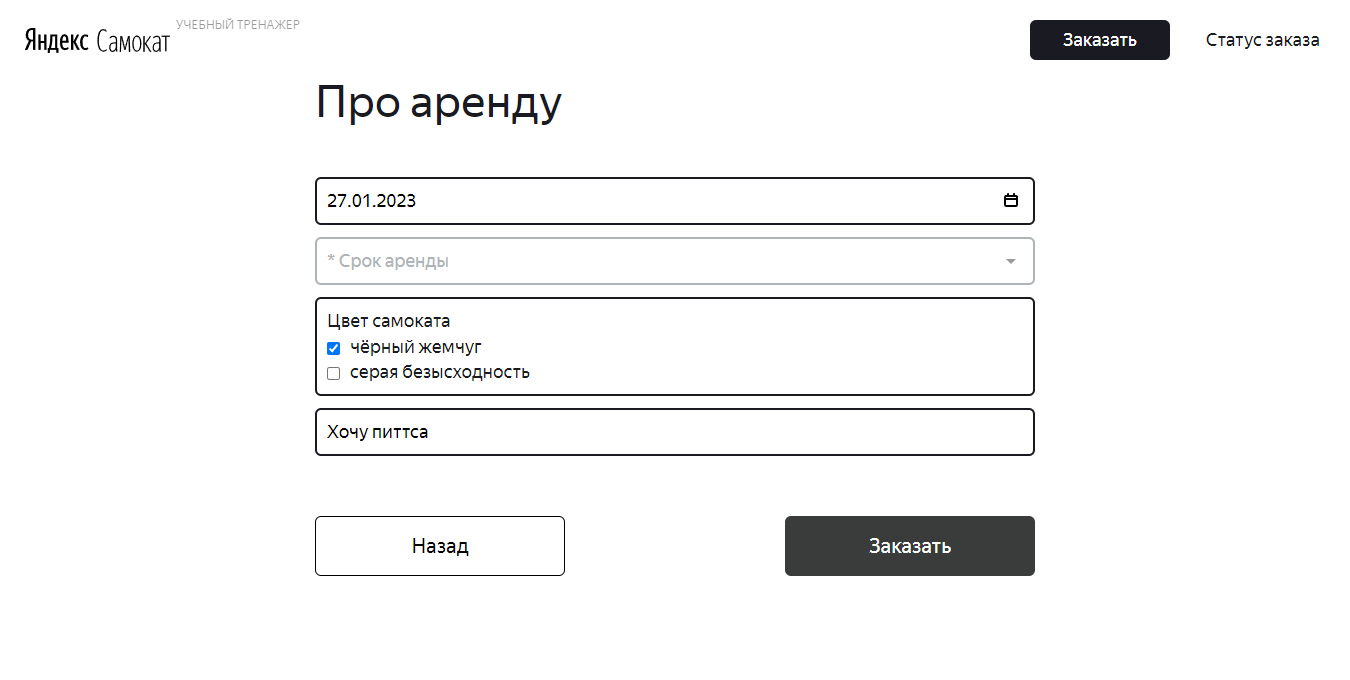 Яндекс Самокат
УЧЕБНЫЙ ТРЕНАЖЕР
Заказать
Статус заказа
Про аренду
27.01.2023
* Срок аренды
Цвет самоката
чёрный жемчуг
серая безысходность
Хочу питтса
Назад
Заказать